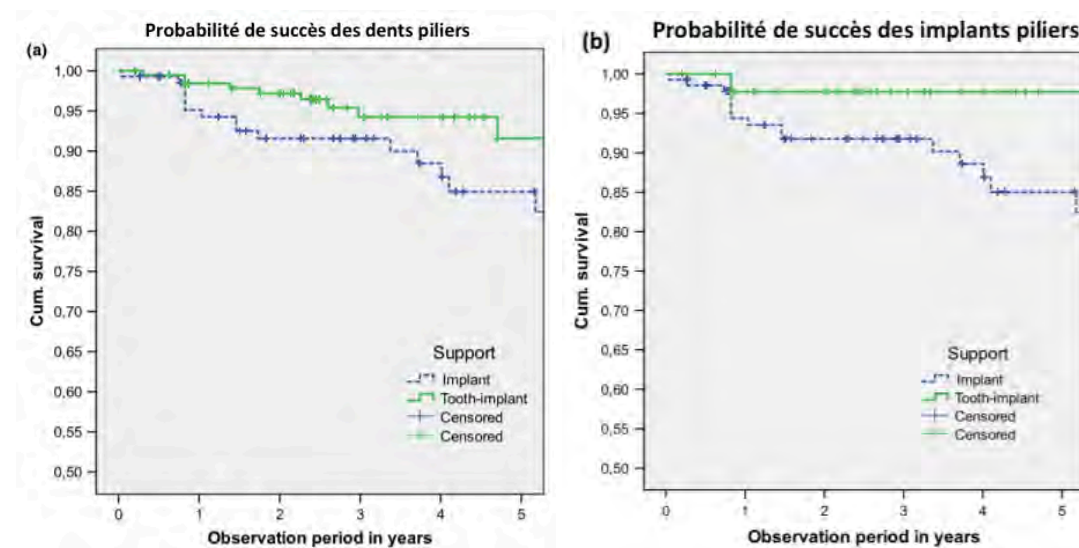 (a)
Probabilité de succès des dents piliers
Cum. survival
1,00
0,95
0,90
0,85
0,80
0,75
0,70
0,65
0,60
0,55
0,50
Support
Implant
Tooth-implant
Censored
Censored
0 1 2 3 4 5
Observation period in years
(b)
Probabilité de succès des implants piliers
Cum. survival
1,00
0,95
0,90
0,85
0,80
0,75
0,70
0,65
0,60
0,55
0,50
Support
Implant
Tooth-implant
Censored
Censored
0 1 2 3 4 5
Observation period in years